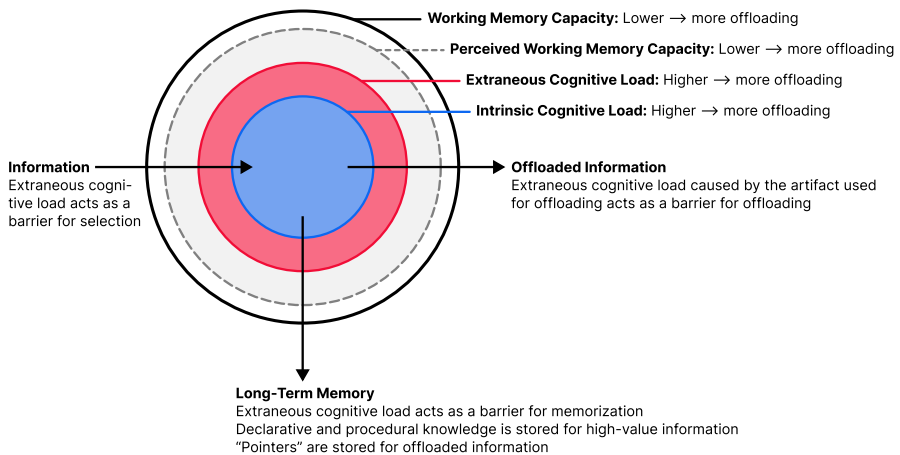 Working Memory Capacity: Lower → more offloading
Perceived Working Memory Capacity: Lower → more offloading
Extraneous Cognitive Load: Higher → more offloading
Intrinsic Cognitive Load: Higher → more offloading
Information
Extraneous cogni-
tive load acts as a
barrier for selection
Offloaded Information
Extraneous cognitive load caused by the artifact used
for offloading acts as a barrier for offloading
Long-Term Memory
Extraneous cognitive load acts as a barrier for memorization
Declarative and procedural knowledge is stored for high-value information
“Pointers” are stored for offloaded information